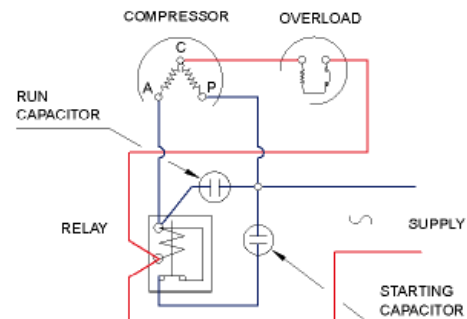 COMPRESSOR
OVERLOAD
C
A
P
RUN
CAPACITOR
RELAY
SUPPLY
STARTING
CAPACITOR